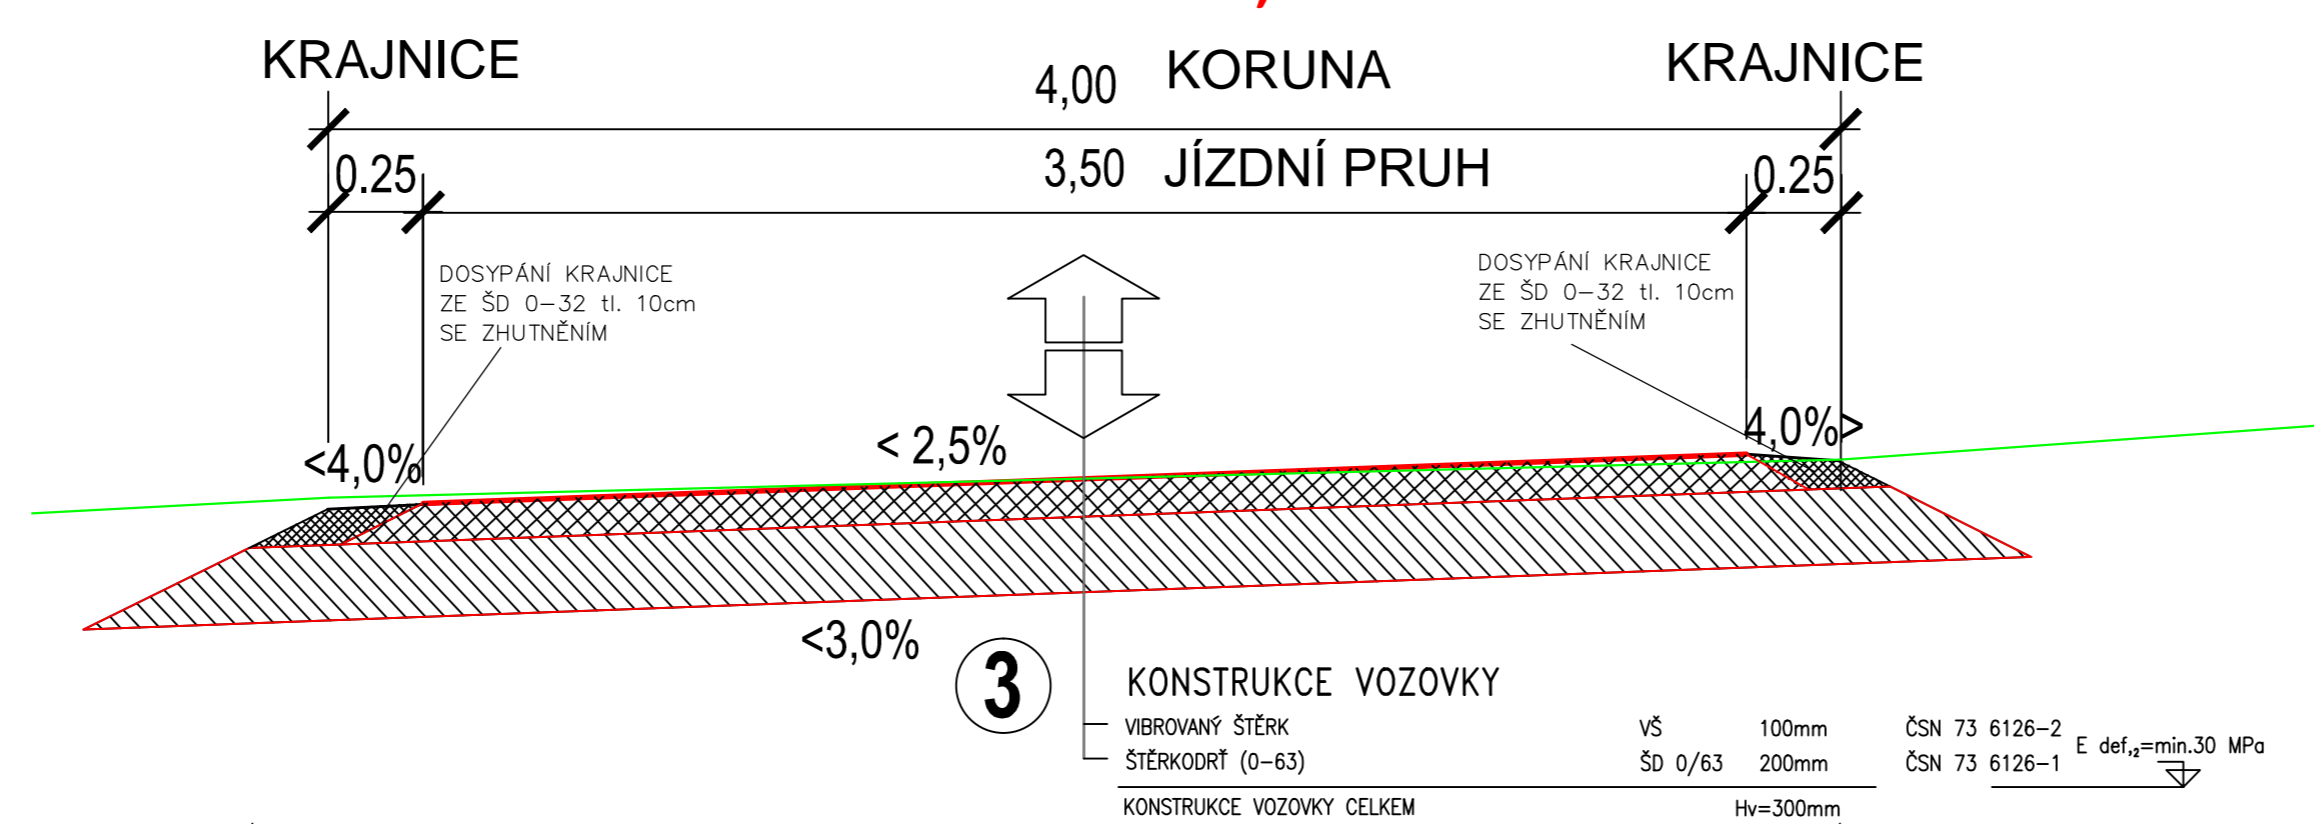 KRAJNICE
4,00 KORUNA
KRAJNICE
0.25
3,50 JÍZDNÍ PRUH
0.25
DOSYPÁNÍ KRAJNICE
ZE ŠD 0-32 tl. 10cm
SE ZHUTNĚNÍM
DOSYPÁNÍ KRAJNICE
ZE ŠD 0-32 tl. 10cm
SE ZHUTNĚNÍM
<4,0%
< 2,5%
4,0%>
<3,0%
3
KONSTRUKCE VOZOVKY
VIBROVANÝ ŠTĚRK VŠ 100mm ČSN 73 6126-2
E def,₂=min.30 MPa
ŠTĚRKODRŤ (0-63) ŠD 0/63 200mm ČSN 73 6126-1
KONSTRUKCE VOZOVKY CELKEM Hv=300mm